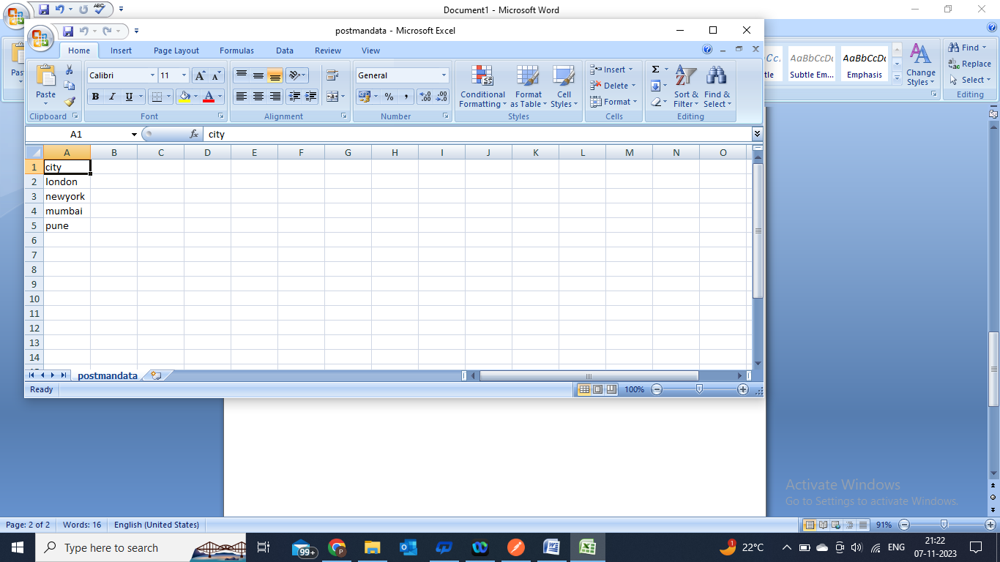 Document1 - Microsoft Word
postmandata - Microsoft Excel
Home Insert Page Layout Formulas Data Review View
Paste
Clipboard
Calibri 11
B I U
Font
Alignment
General
% ,
Number
Conditional Formatting
Format as Table
Cell Styles
Styles
Insert
Delete
Format
Cells
Σ
Sort & Filter
Find & Select
Editing
AaBbCcDc
Subtle Em...
AaBbCcDc
Emphasis
Change Styles
Find
Replace
Select
Editing
A1 fx city
A B C D E F G H I J K L M N O
1 city
2 london
3 newyork
4 mumbai
5 pune
6
7
8
9
10
11
12
13
14
postmandata
Ready 100%
Activate Windows
Go to Settings to activate Windows.
Page: 2 of 2 Words: 16 English (United States) 91%
Type here to search 99+ 22°C ENG 21:22
07-11-2023